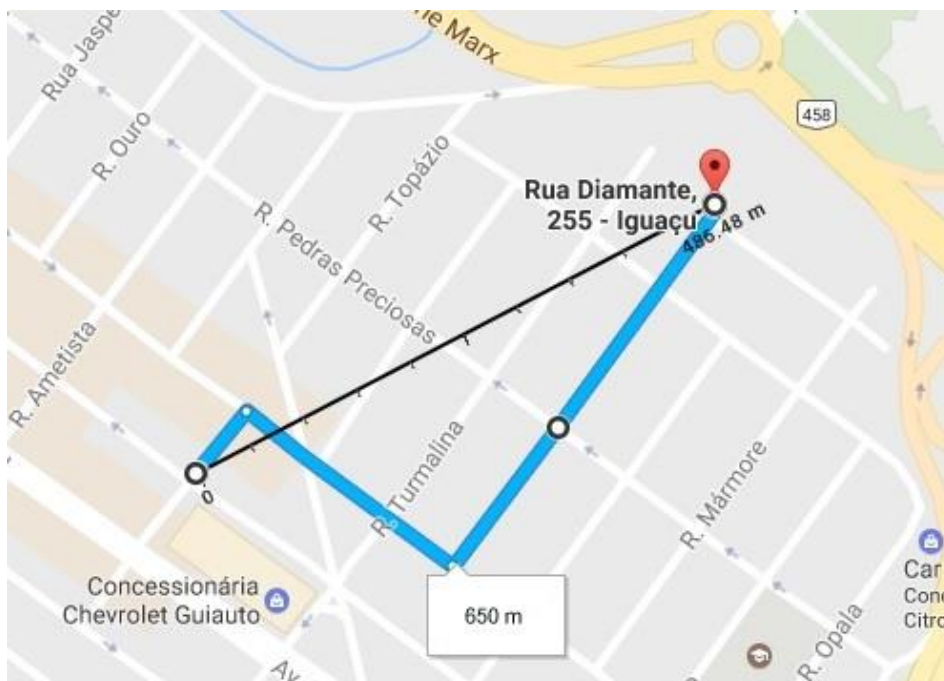 ne Marx
Rua Jaspe
458
R. Ouro
R. Topázio
R. Pedras Preciosas
Rua Diamante,
255 - Iguaçu
486.48 m
R. Ametista
R. Turmalina
R. Mármore
0
Concessionária
Chevrolet Guiauto
650 m
Car
Cone
Citro
R. Opala
Av